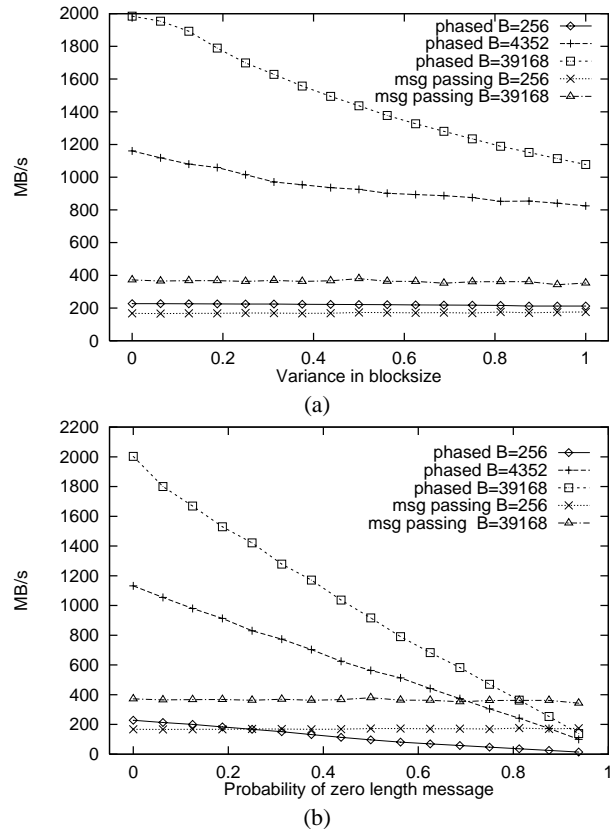 2000
1800
1600
1400
1200
1000
800
600
400
200
0
MB/s
phased B=256
phased B=4352
phased B=39168
msg passing B=256
msg passing B=39168
0 0.2 0.4 0.6 0.8 1
Variance in blocksize
(a)
2200
2000
1800
1600
1400
1200
1000
800
600
400
200
0
MB/s
phased B=256
phased B=4352
phased B=39168
msg passing B=256
msg passing B=39168
0 0.2 0.4 0.6 0.8 1
Probability of zero length message
(b)